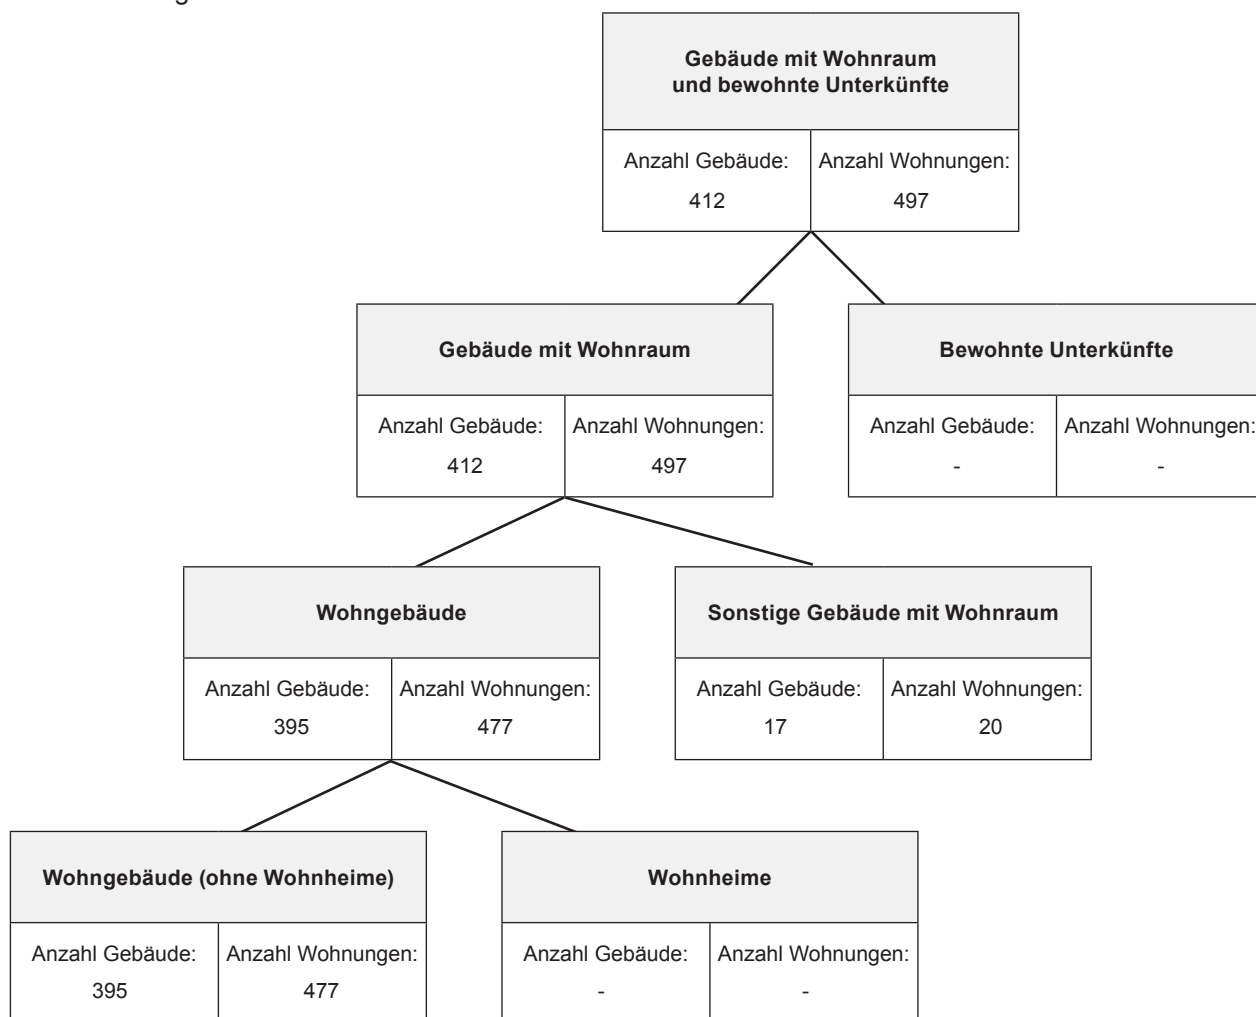 Gebäude mit Wohnraum
und bewohnte Unterkünfte
Anzahl Gebäude: Anzahl Wohnungen:
412 497
Gebäude mit Wohnraum Bewohnte Unterkünfte
Anzahl Gebäude: Anzahl Wohnungen: Anzahl Gebäude: Anzahl Wohnungen:
412 497 - -
Wohngebäude Sonstige Gebäude mit Wohnraum
Anzahl Gebäude: Anzahl Wohnungen: Anzahl Gebäude: Anzahl Wohnungen:
395 477 17 20
Wohngebäude (ohne Wohnheime) Wohnheime
Anzahl Gebäude: Anzahl Wohnungen: Anzahl Gebäude: Anzahl Wohnungen:
395 477 - -